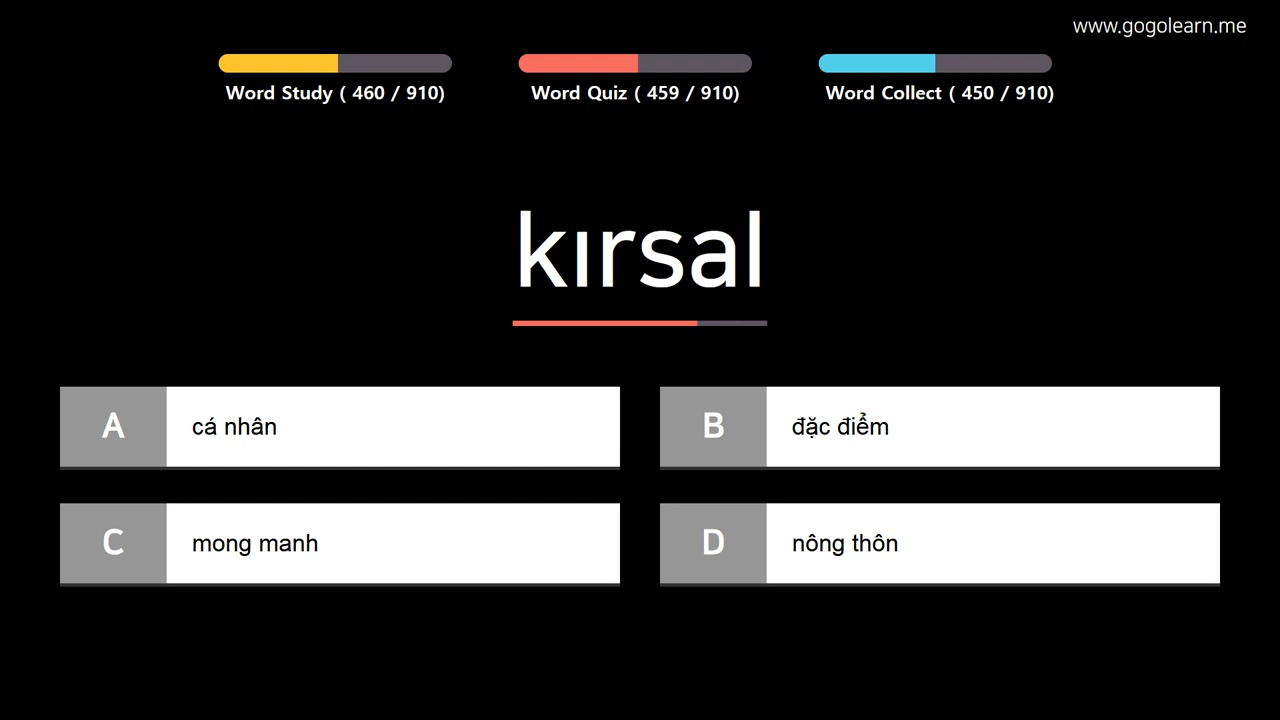 www.gogolearn.me
Word Study ( 460 / 910)
Word Quiz ( 459 / 910)
Word Collect ( 450 / 910)
kırsal
A
cá nhân
B
đặc điểm
C
mong manh
D
nông thôn